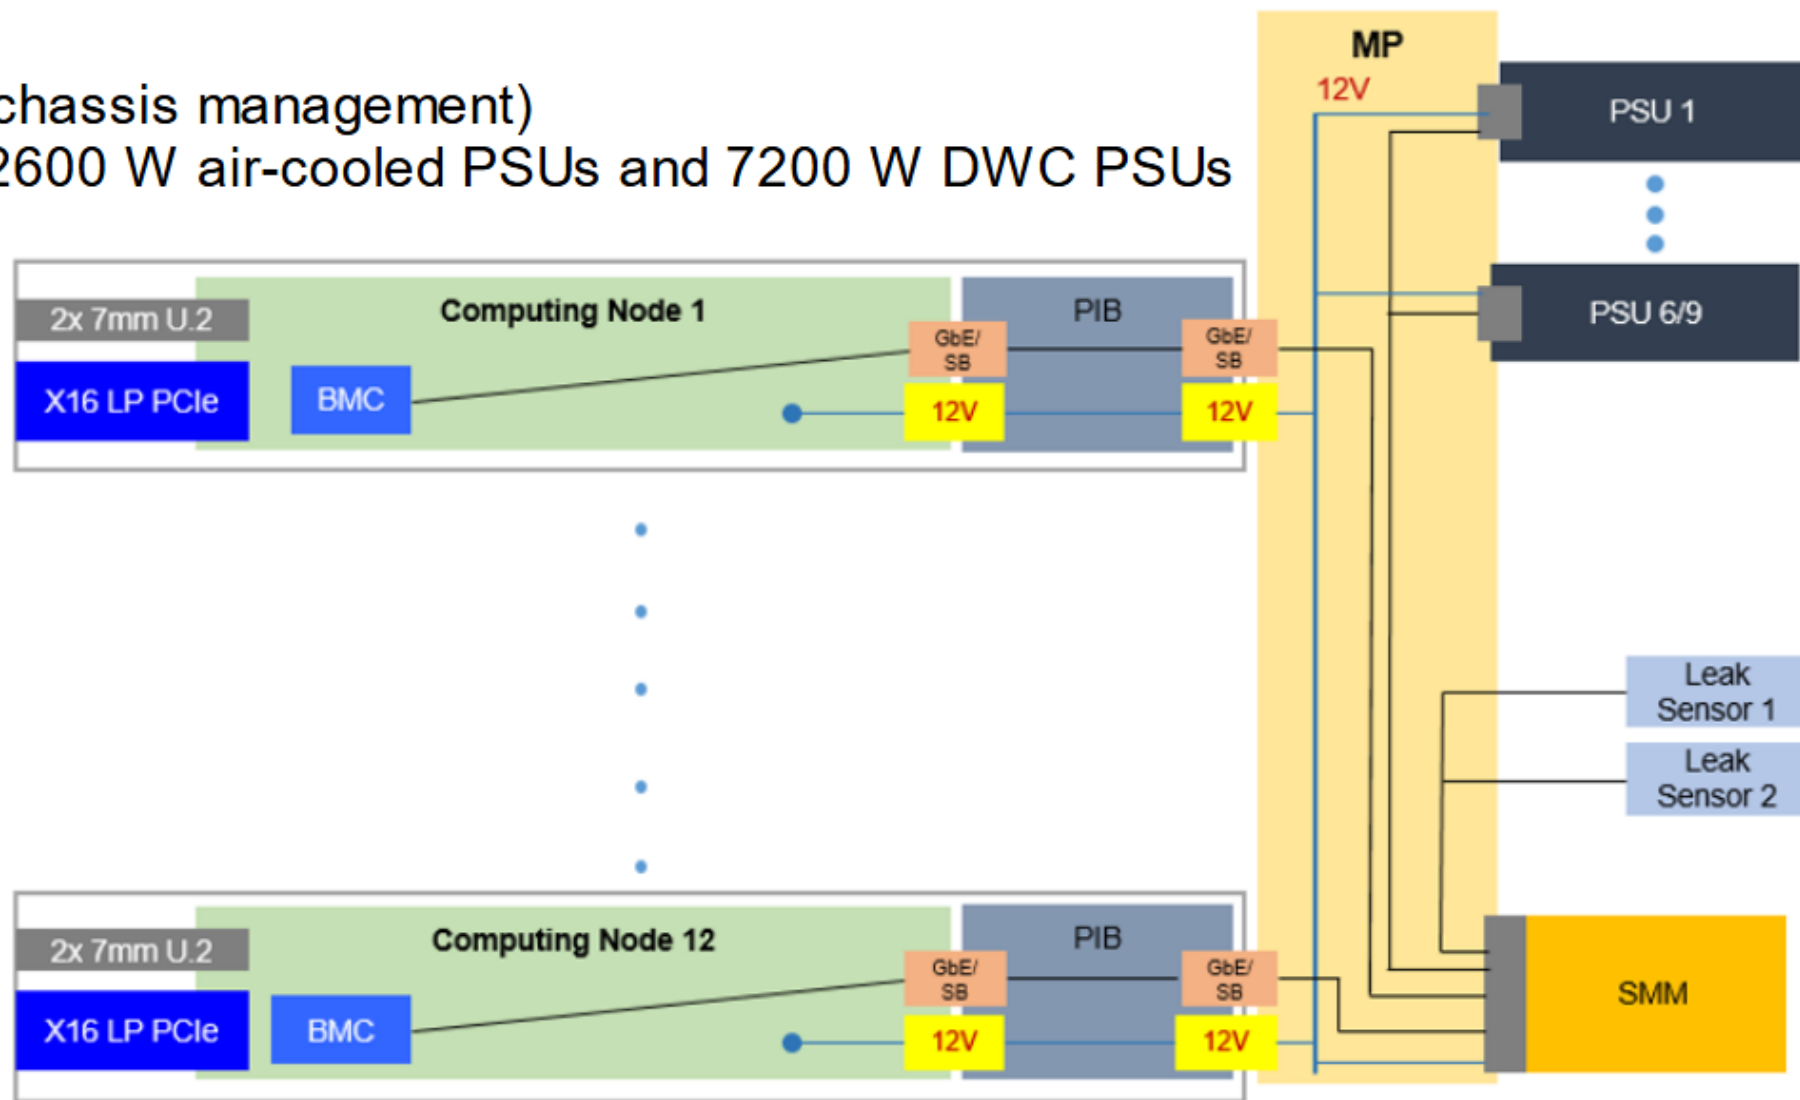 chassis management)
2600 W air-cooled PSUs and 7200 W DWC PSUs
MP
12V
PSU 1
PSU 6/9
2x 7mm U.2
Computing Node 1
PIB
X16 LP PCIe
BMC
GbE/
SB
GbE/
SB
12V
12V
Leak
Sensor 1
Leak
Sensor 2
2x 7mm U.2
Computing Node 12
PIB
X16 LP PCIe
BMC
GbE/
SB
GbE/
SB
12V
12V
SMM